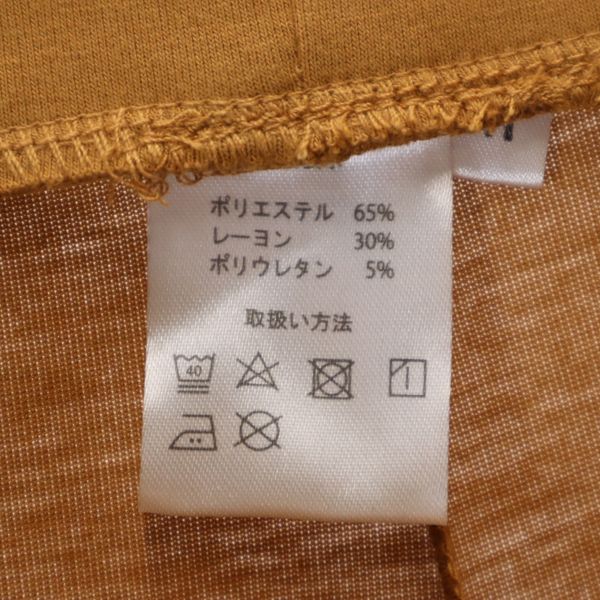 ポリエステル 65%
レーヨン 30%
ポリウレタン 5%
取扱い方法
40